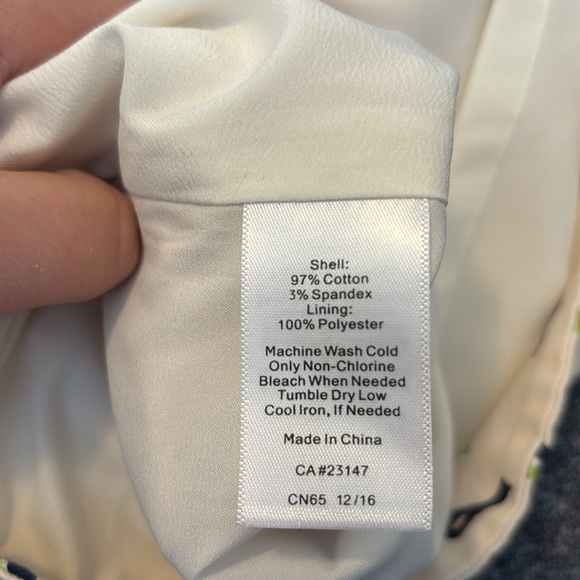 Shell:
97% Cotton
3% Spandex
Lining:
100% Polyester
Machine Wash Cold
Only Non-Chlorine
Bleach When Needed
Tumble Dry Low
Cool Iron, If Needed
Made In China
CA#23147
CN65 12/16